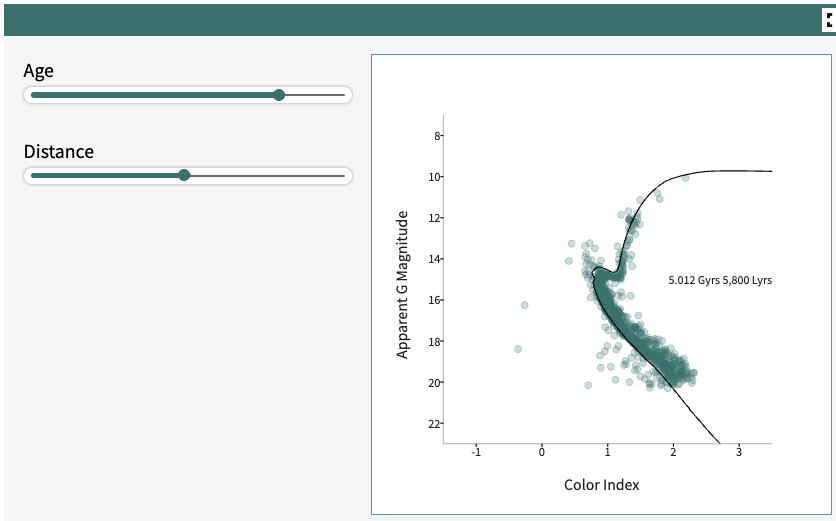 Age
Distance
8
10
12
14
16
18
20
22
Apparent G Magnitude
5.012 Gyrs 5,800 Lyrs
-1 0 1 2 3
Color Index